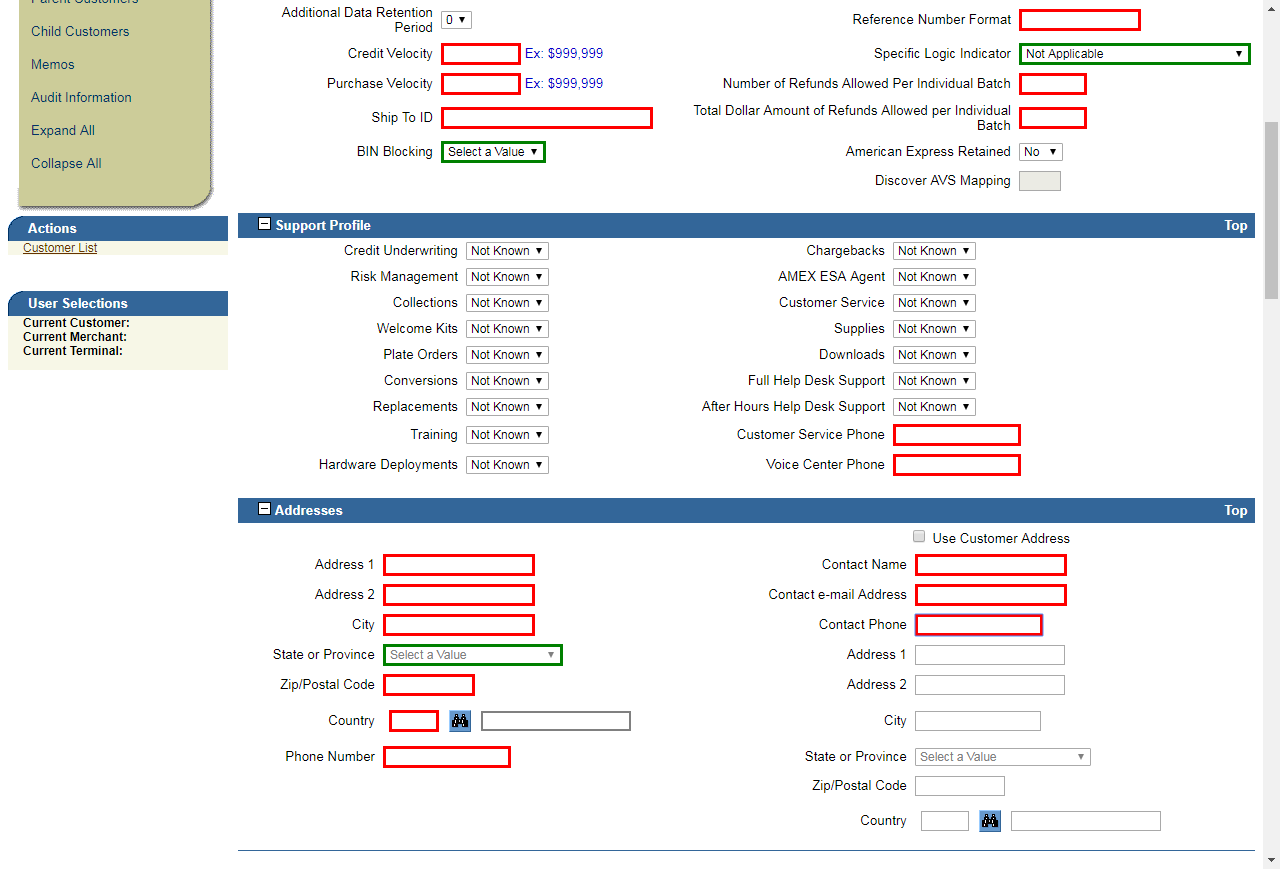 Parent Customers
Child Customers
Memos
Audit Information
Expand All
Collapse All
Actions
Customer List
User Selections
Current Customer:
Current Merchant:
Current Terminal:
Additional Data Retention
Period
0
Reference Number Format
Credit Velocity
Ex: $999,999
Specific Logic Indicator
Not Applicable
Purchase Velocity
Ex: $999,999
Number of Refunds Allowed Per Individual Batch
Ship To ID
Total Dollar Amount of Refunds Allowed per Individual
Batch
BIN Blocking
Select a Value
American Express Retained
No
Discover AVS Mapping
Support Profile
Top
Credit Underwriting
Not Known
Chargebacks
Not Known
Risk Management
Not Known
AMEX ESA Agent
Not Known
Collections
Not Known
Customer Service
Not Known
Welcome Kits
Not Known
Supplies
Not Known
Plate Orders
Not Known
Downloads
Not Known
Conversions
Not Known
Full Help Desk Support
Not Known
Replacements
Not Known
After Hours Help Desk Support
Not Known
Training
Not Known
Customer Service Phone
Hardware Deployments
Not Known
Voice Center Phone
Addresses
Top
Use Customer Address
Address 1
Contact Name
Address 2
Contact e-mail Address
City
Contact Phone
State or Province
Select a Value
Address 1
Zip/Postal Code
Address 2
Country
City
Phone Number
State or Province
Select a Value
Zip/Postal Code
Country